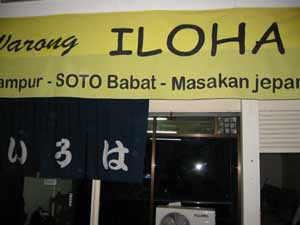 Warong ILOHA
ampur - SOTO Babat - Masakan jepan
いろは